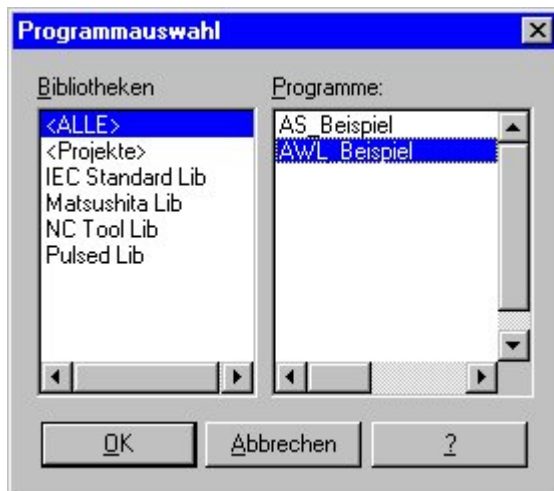 Programmauswahl
Bibliotheken
<ALLE>
<Projekte>
IEC Standard Lib
Matsushita Lib
NC Tool Lib
Pulsed Lib
Programme:
AS_Beispiel
AWL_Beispiel
OK
Abbrechen
?